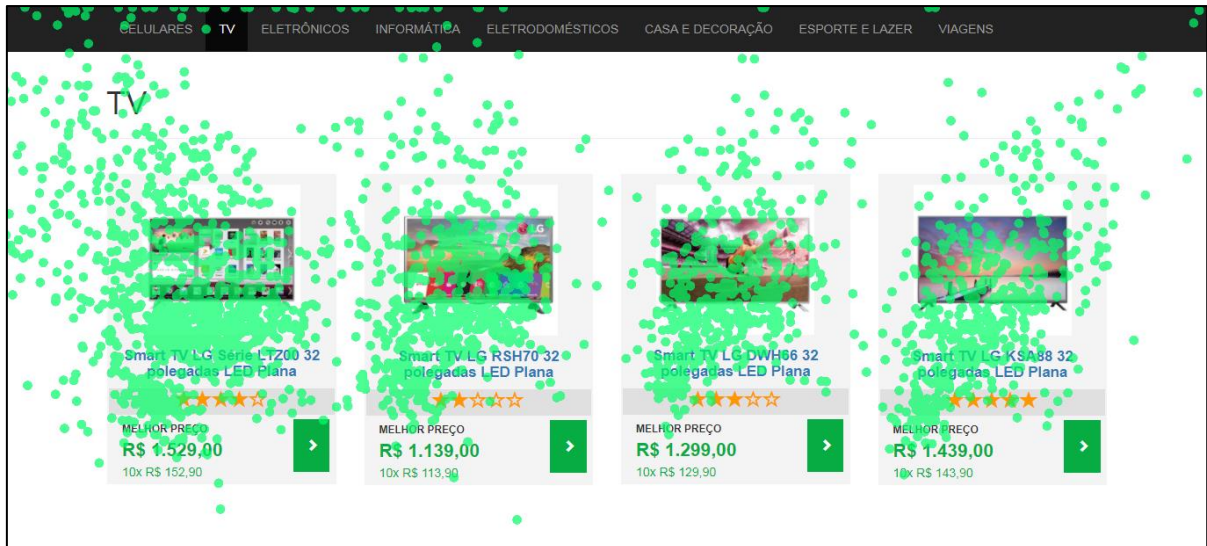 CELULARES TV ELETRÔNICOS INFORMÁTICA ELETRODOMÉSTICOS CASA E DECORAÇÃO ESPORTE E LAZER VIAGENS
TV
LG
Smart TV LG Série LTZ00 32
polegadas LED Plana
MELHOR PREÇO
R$ 1.529,00
10x R$ 152,90
Smart TV LG RSH70 32
polegadas LED Plana
MELHOR PREÇO
R$ 1.139,00
10x R$ 113,90
Smart TV LG DWH66 32
polegadas LED Plana
MELHOR PREÇO
R$ 1.299,00
10x R$ 129,90
Smart TV LG KSA88 32
polegadas LED Plana
MELHOR PREÇO
R$ 1.439,00
10x R$ 143,90